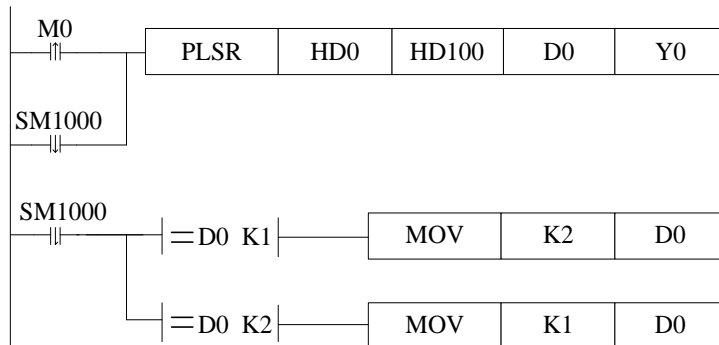 M0
PLSR HD0 HD100 D0 Y0
SM1000
SM1000
=D0 K1 MOV K2 D0
=D0 K2 MOV K1 D0